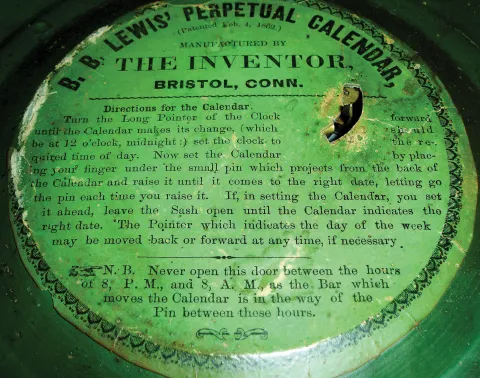 B. B. LEWIS' PERPETUAL CALENDAR,
(Patented Feb. 4, 1862.)
MANUFACTURED BY
THE INVENTOR,
BRISTOL, CONN.
Directions for the Calendar.
Turn the Long Pointer of the Clock forward
until the Calendar makes its change, (which should
be at 12 o'clock, midnight:) set the clock to the re-
quired time of day. Now set the Calendar by plac-
ing your finger under the small pin which projects from the back of
the Calendar and raise it until it comes to the right date, letting go
the pin each time you raise it. If, in setting the Calendar, you set
it ahead, leave the Sash open until the Calendar indicates the
right date. The Pointer which indicates the day of the week
may be moved back or forward at any time, if necessary.
N. B. Never open this door between the hours
of 8, P. M., and 8, A. M., as the Bar which
moves the Calendar is in the way of the
Pin between these hours.